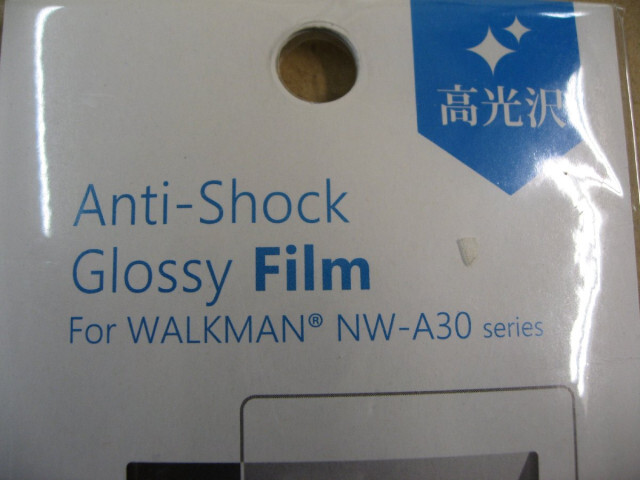 高光沢
Anti-Shock
Glossy Film
For WALKMAN® NW-A30 series